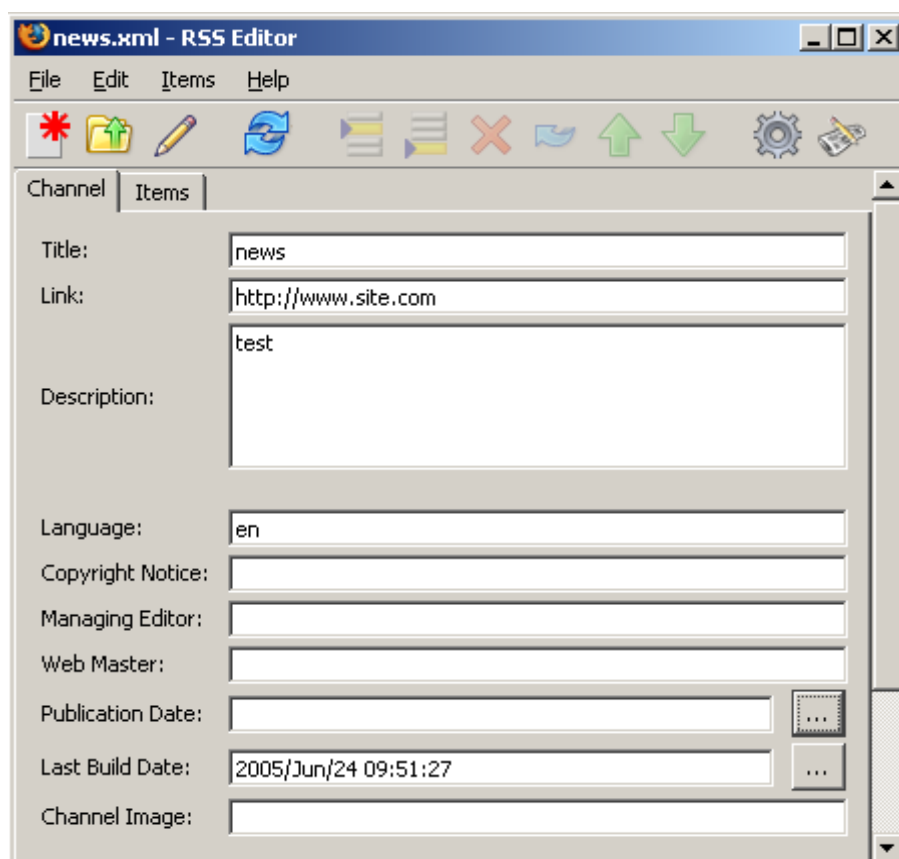 news.xml - RSS Editor
File Edit Items Help
Channel Items
Title: news
Link: http://www.site.com
Description: test
Language: en
Copyright Notice:
Managing Editor:
Web Master:
Publication Date: ...
Last Build Date: 2005/Jun/24 09:51:27 ...
Channel Image: